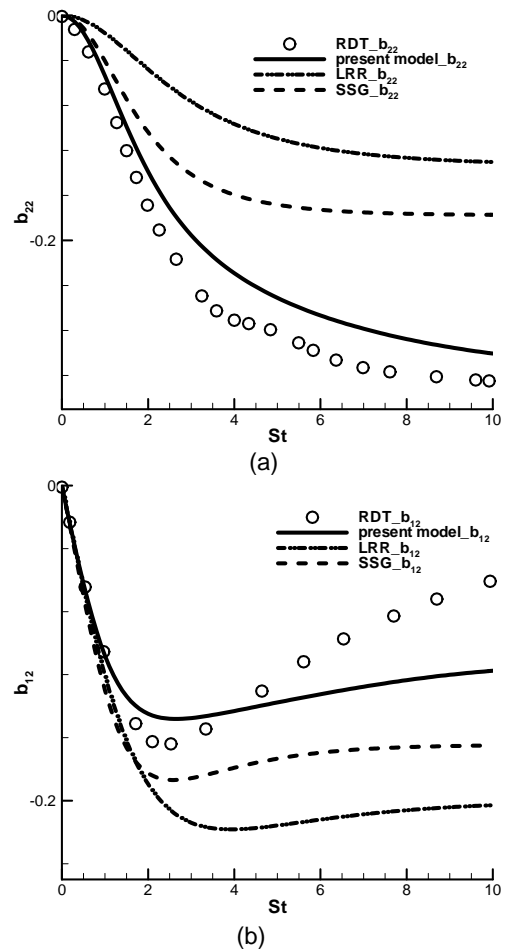 0
RDT_b22
present model_b22
LRR_b22
SSG_b22
b22
-0.2
0 2 4 6 8 10
St
(a)
0
RDT_b12
present model_b12
LRR_b12
SSG_b12
b12
-0.2
0 2 4 6 8 10
St
(b)